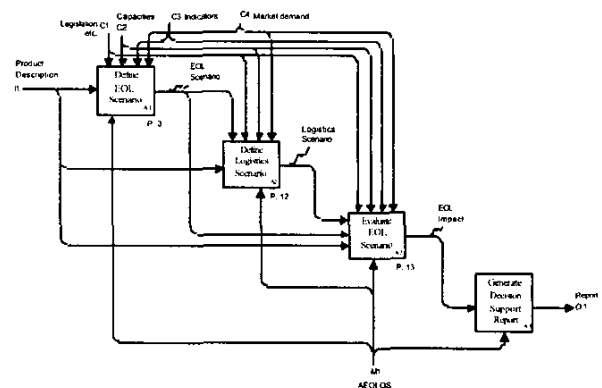 Legislation
etc.
C1
Capacities
C2
C3 Indicators
C4 Market demand
Product
Description
I1
Define
EOL
Scenario
A1
P. 3
EOL
Scenario
Define
Logistics
Scenario
P. 12
Logistics
Scenario
Evaluate
EOL
Scenario
P. 13
EOL
Impact
Generate
Decision
Support
Report
Report
O1
M1
AEOLOS